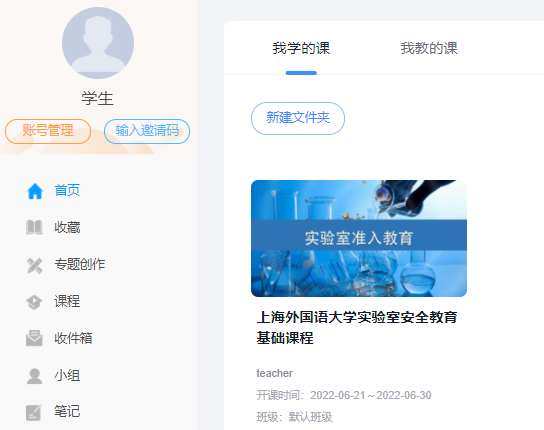 学生
账号管理
输入邀请码
首页
收藏
专题创作
课程
收件箱
小组
笔记
我学的课
我教的课
新建文件夹
实验室准入教育
上海外国语大学实验室安全教育
基础课程
teacher
开课时间：2022-06-21～2022-06-30
班级：默认班级